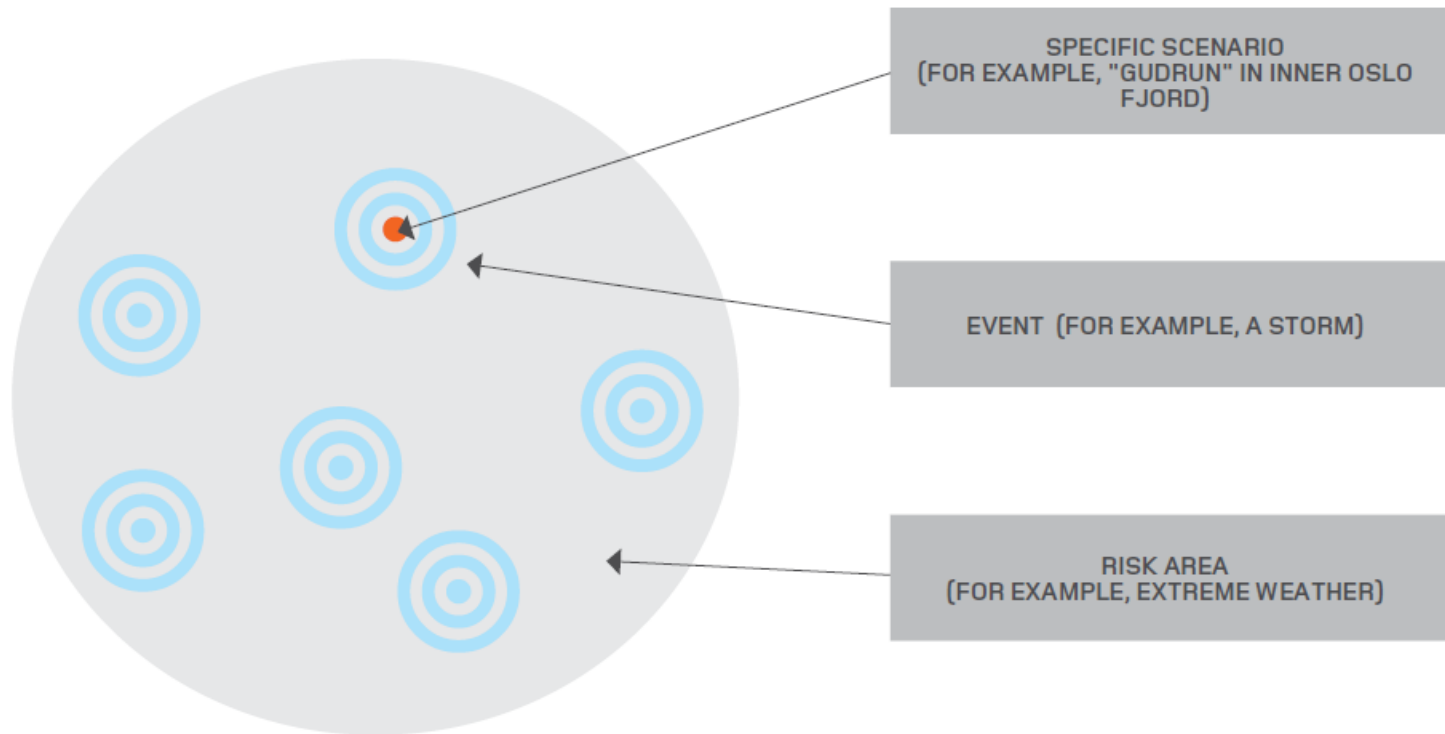 SPECIFIC SCENARIO
(FOR EXAMPLE, "GUDRUN" IN INNER OSLO
FJORD)
EVENT (FOR EXAMPLE, A STORM)
RISK AREA
(FOR EXAMPLE, EXTREME WEATHER)